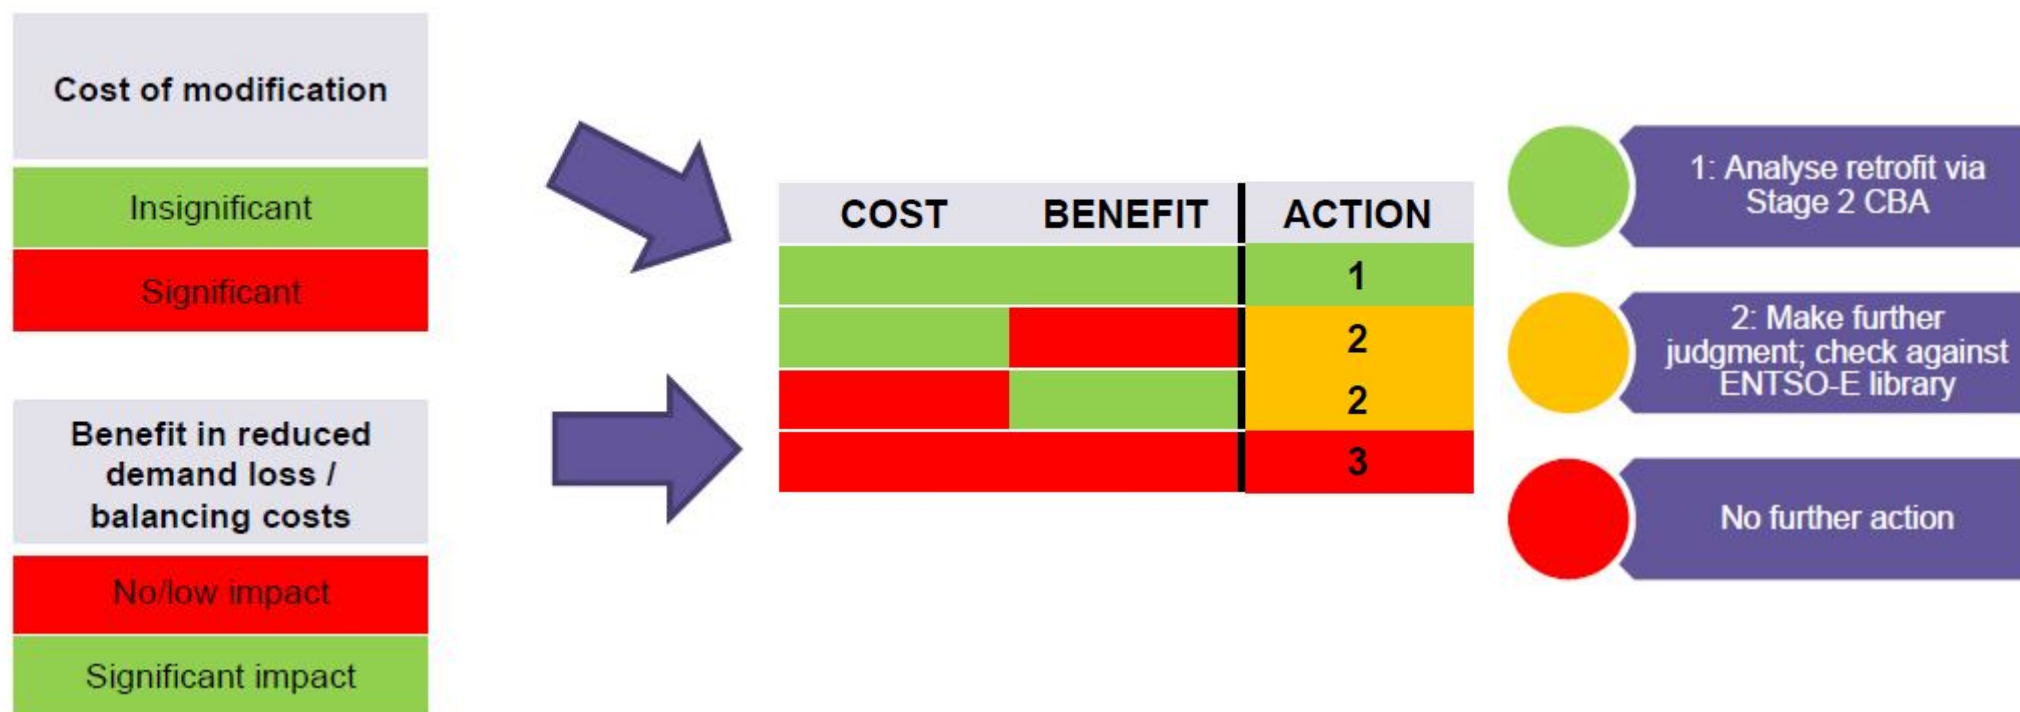 Cost of modification
Insignificant
Significant
Benefit in reduced
demand loss /
balancing costs
No/low impact
Significant impact
COST BENEFIT ACTION
1
2
2
3
1: Analyse retrofit via
Stage 2 CBA
2: Make further
judgment; check against
ENTSO-E library
No further action